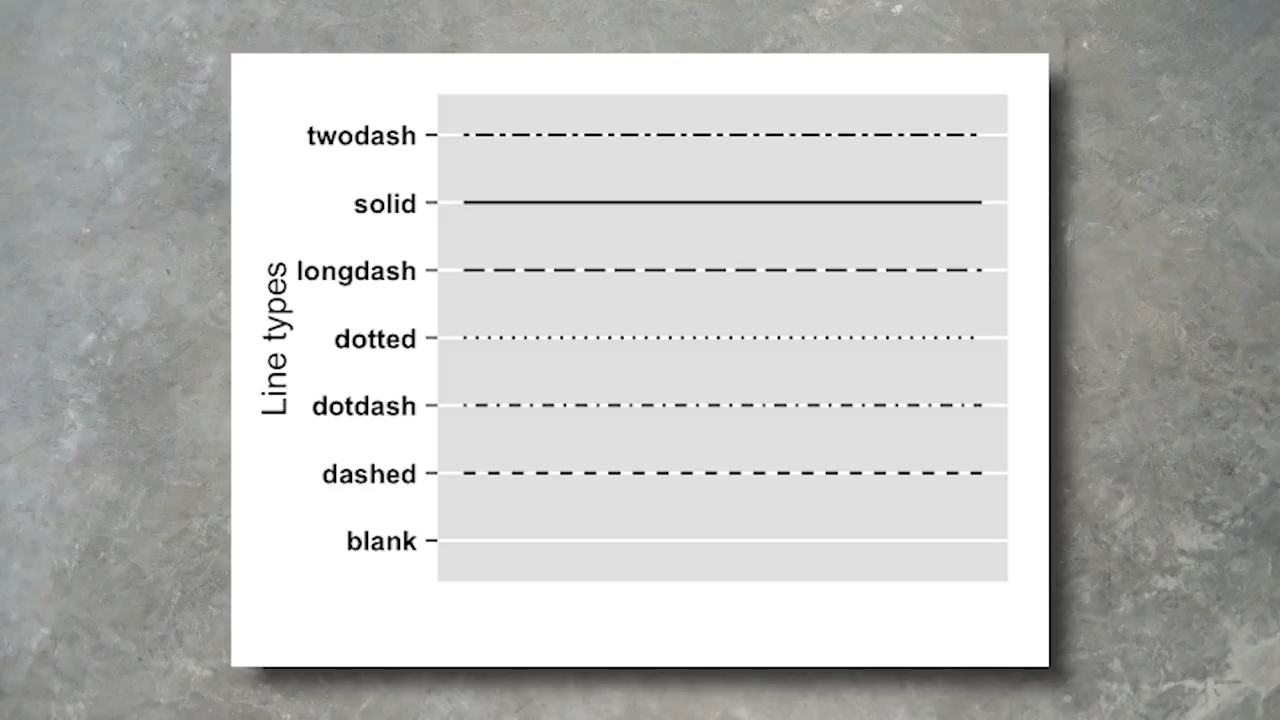 twodash
solid
longdash
dotted
dotdash
dashed
blank
Line types